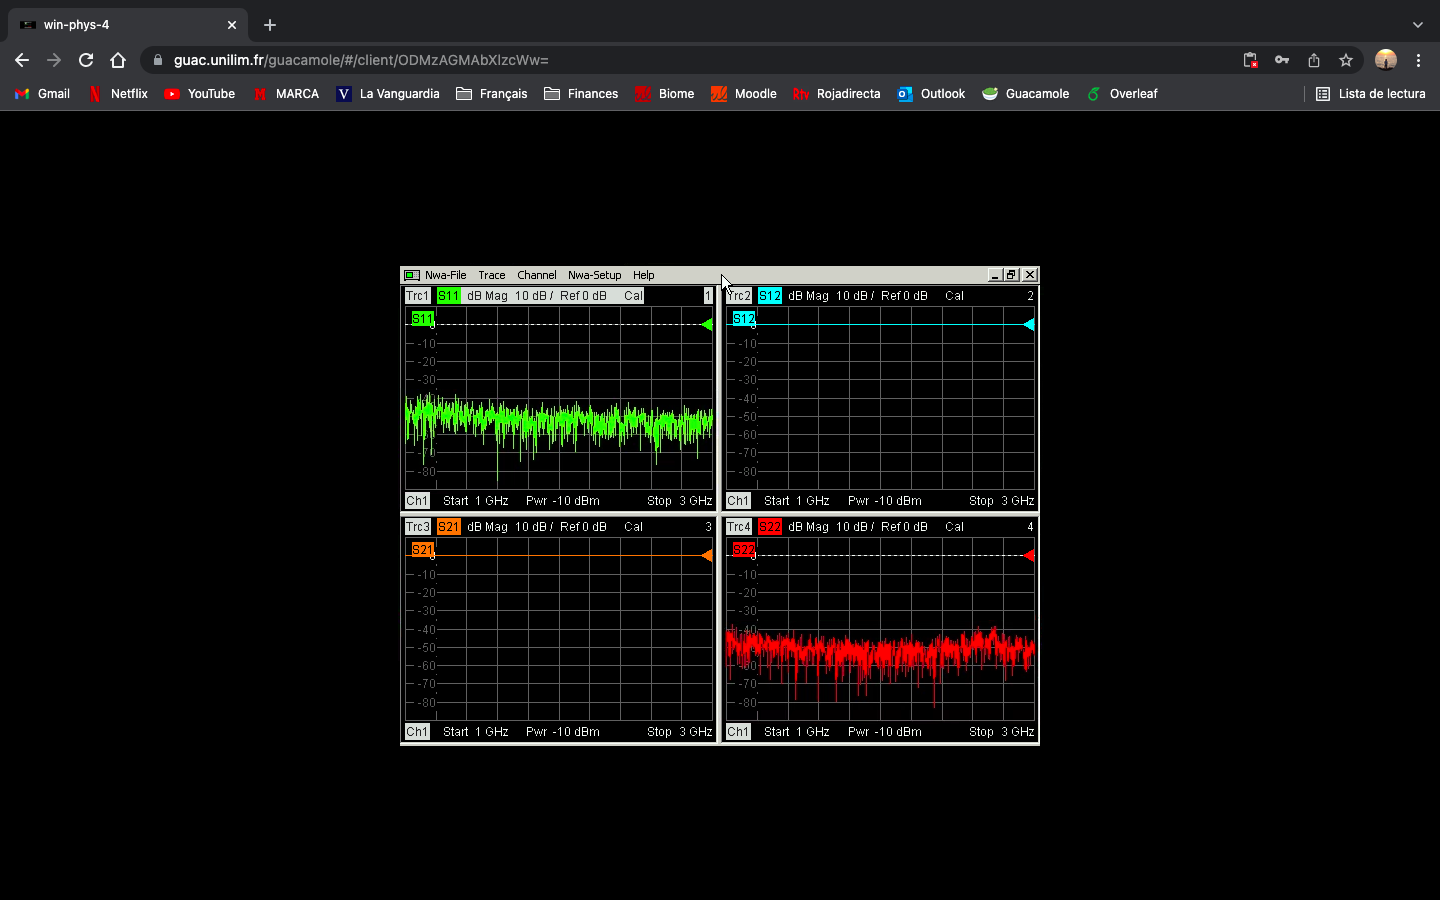 win-phys-4
guac.unilim.fr/guacamole/#/client/ODMzAGMAbXlzcWw=
Gmail Netflix YouTube MARCA La Vanguardia Français Finances Biome Moodle Rojadirecta Outlook Guacamole Overleaf Lista de lectura
Nwa-File Trace Channel Nwa-Setup Help
Trc1 S11 dB Mag 10 dB / Ref 0 dB Cal 1
S11
0
-10
-20
-30
-40
-70
-80
Ch1 Start 1 GHz Pwr -10 dBm Stop 3 GHz
Trc2 S12 dB Mag 10 dB / Ref 0 dB Cal 2
S12
0
-10
-20
-30
-40
-50
-60
-70
-80
Ch1 Start 1 GHz Pwr -10 dBm Stop 3 GHz
Trc3 S21 dB Mag 10 dB / Ref 0 dB Cal 3
S21
0
-10
-20
-30
-40
-50
-60
-70
-80
Ch1 Start 1 GHz Pwr -10 dBm Stop 3 GHz
Trc4 S22 dB Mag 10 dB / Ref 0 dB Cal 4
S22
0
-10
-20
-30
-40
-60
-70
-80
Ch1 Start 1 GHz Pwr -10 dBm Stop 3 GHz